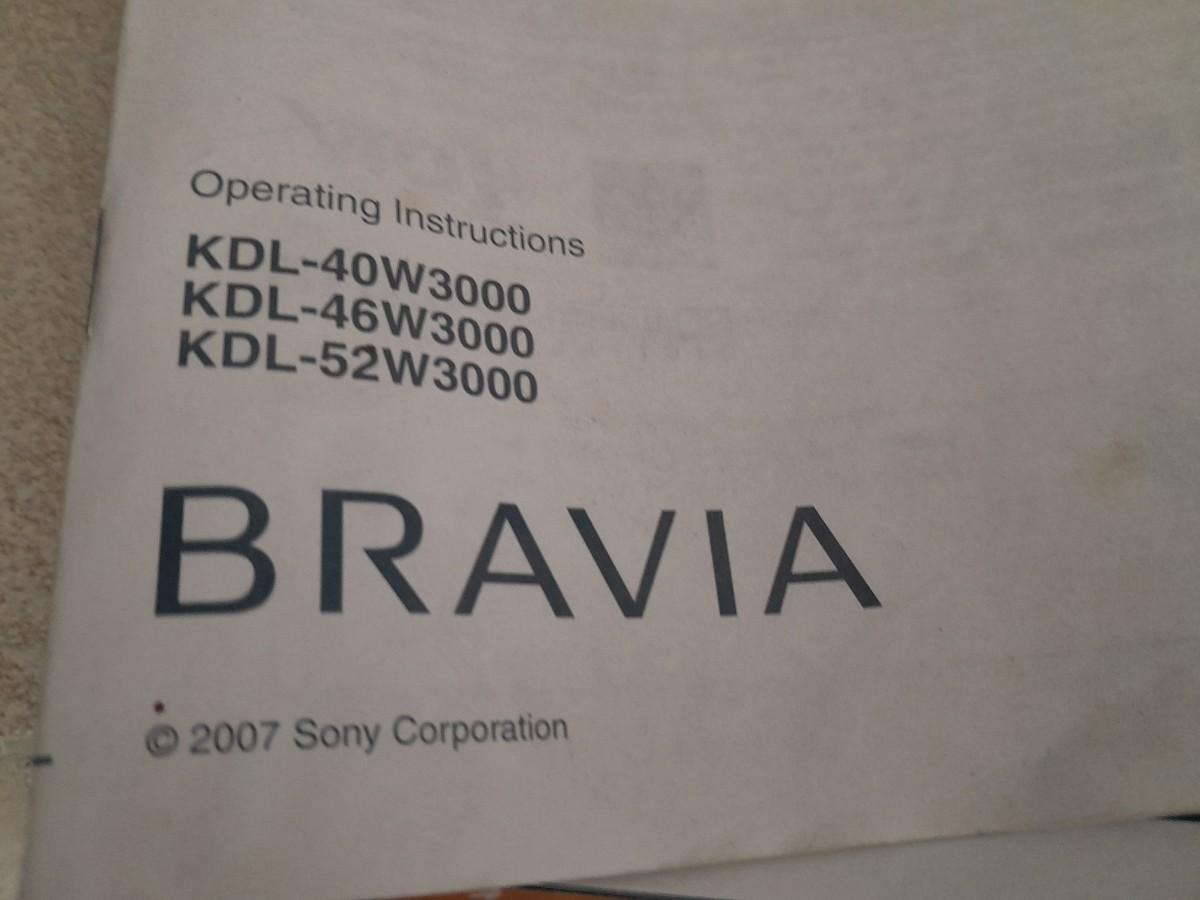 Operating Instructions
KDL-40W3000
KDL-46W3000
KDL-52W3000
BRAVIA
© 2007 Sony Corporation